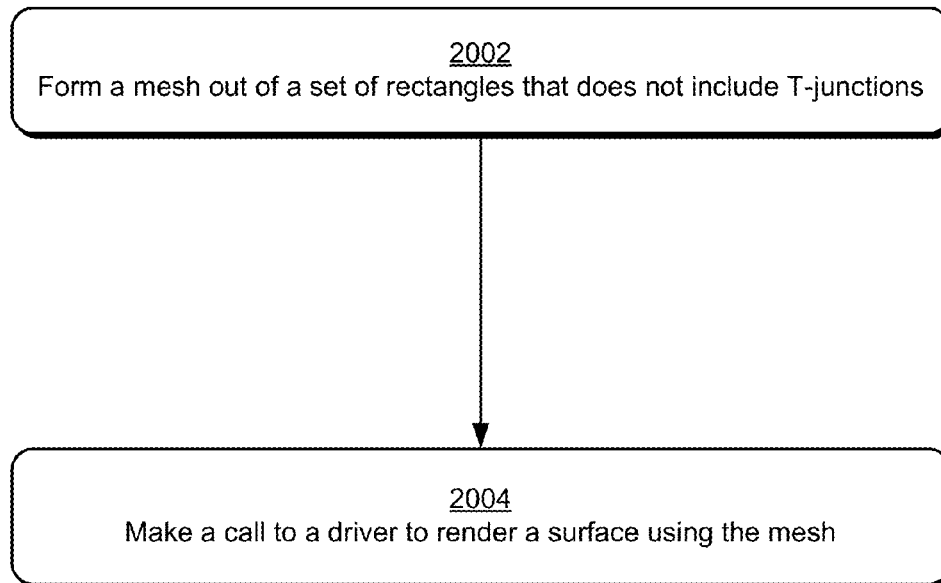 2002
Form a mesh out of a set of rectangles that does not include T-junctions
2004
Make a call to a driver to render a surface using the mesh